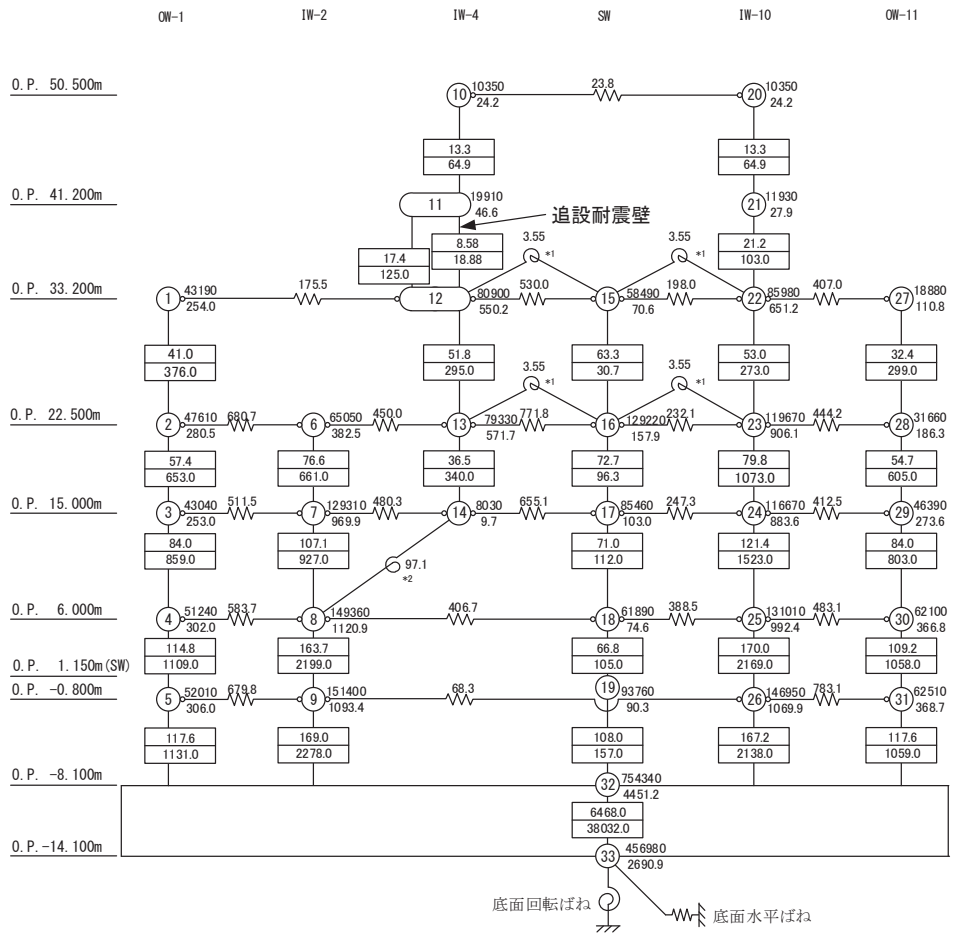 OW-1 IW-2 IW-4 SW IW-10 OW-11
O.P. 50.500m 10 10350 23.8 20 10350
24.2 24.2
13.3 13.3
64.9 64.9
O.P. 41.200m 11 19910 21 11930
46.6 追設耐震壁 27.9
17.4 8.58 3.55 3.55 21.2
125.0 18.88 *1 *1 103.0
O.P. 33.200m 1 43190 175.5 12 80900 530.0 15 58490 198.0 22 85980 407.0 27 18880
254.0 550.2 70.6 651.2 110.8
41.0 51.8 63.3 53.0 32.4
376.0 295.0 30.7 273.0 299.0
3.55 3.55
*1 *1
O.P. 22.500m 2 47610 680.7 6 65050 450.0 13 79330 771.8 16 129220 232.1 23 119670 444.2 28 31660
280.5 382.5 571.7 157.9 906.1 186.3
57.4 76.6 36.5 72.7 79.8 54.7
653.0 661.0 340.0 96.3 1073.0 605.0
O.P. 15.000m 3 43040 511.5 7 129310 480.3 14 8030 655.1 17 85460 247.3 24 116670 412.5 29 46390
253.0 969.9 9.7 103.0 883.6 273.6
84.0 107.1 71.0 121.4 84.0
859.0 927.0 112.0 1523.0 803.0
97.1
*2
O.P. 6.000m 4 51240 583.7 8 149360 406.7 18 61890 388.5 25 131010 483.1 30 62100
302.0 1120.9 74.6 992.4 366.8
114.8 163.7 66.8 170.0 109.2
1109.0 2199.0 105.0 2169.0 1058.0
O.P. 1.150m(SW)
O.P. -0.800m 5 52010 679.8 9 151400 68.3 19 93760 26 146950 783.1 31 62510
306.0 1093.4 90.3 1069.9 368.7
117.6 169.0 108.0 167.2 117.6
1131.0 2278.0 157.0 2138.0 1059.0
O.P. -8.100m 32 754340
4451.2
6468.0
38032.0
O.P.-14.100m 33 456980
2690.9
底面回転ばね 底面水平ばね